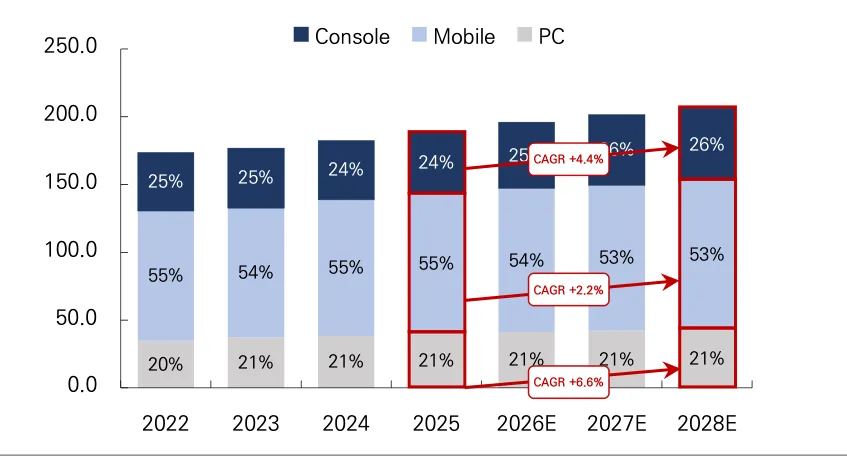 Console Mobile PC
250.0
200.0
150.0
100.0
50.0
0.0
25% 25% 24% 24% 25% 26% 26%
CAGR +4.4%
55% 54% 55% 55% 54% 53% 53%
CAGR +2.2%
20% 21% 21% 21% 21% 21% 21%
CAGR +6.6%
2022 2023 2024 2025 2026E 2027E 2028E